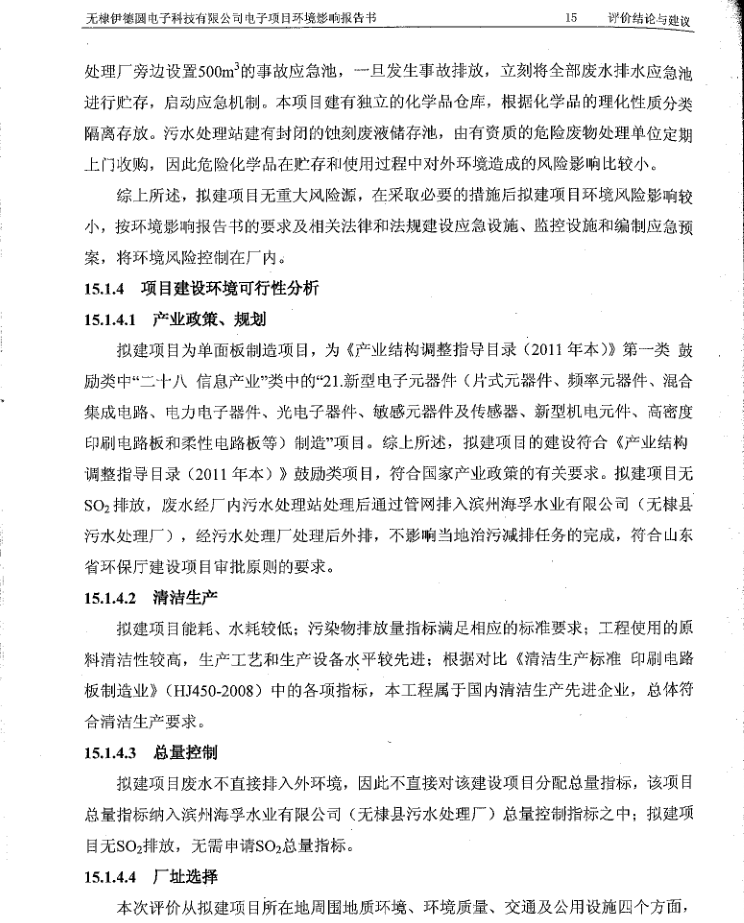 无棣伊德圆电子科技有限公司电子项目环境影响报告书 15 评价结论与建议
处理厂旁边设置500m³的事故应急池，一旦发生事故排放，立刻将全部废水排水应急池
进行贮存，启动应急机制。本项目建有独立的化学品仓库，根据化学品的理化性质分类
隔离存放。污水处理站建有封闭的蚀刻废液储存池，由有资质的危险废物处理单位定期
上门收购，因此危险化学品在贮存和使用过程中对外环境造成的风险影响比较小。
综上所述，拟建项目无重大风险源，在采取必要的措施后拟建项目环境风险影响较
小，按环境影响报告书的要求及相关法律和法规建设应急设施、监控设施和编制应急预
案，将环境风险控制在厂内。
15.1.4 项目建设环境可行性分析
15.1.4.1 产业政策、规划
拟建项目为单面板制造项目，为《产业结构调整指导目录（2011 年本）》第一类 鼓
励类中“二十八 信息产业”类中的“21.新型电子元器件（片式元器件、频率元器件、混合
集成电路、电力电子器件、光电子器件、敏感元器件及传感器、新型机电元件、高密度
印刷电路板和柔性电路板等）制造”项目。综上所述，拟建项目的建设符合《产业结构
调整指导目录（2011 年本）》鼓励类项目，符合国家产业政策的有关要求。拟建项目无
SO₂ 排放，废水经厂内污水处理站处理后通过管网排入滨州海孚水业有限公司（无棣县
污水处理厂），经污水处理厂处理后外排，不影响当地治污减排任务的完成，符合山东
省环保厅建设项目审批原则的要求。
15.1.4.2 清洁生产
拟建项目能耗、水耗较低；污染物排放量指标满足相应的标准要求；工程使用的原
料清洁性较高，生产工艺和生产设备水平较先进；根据对比《清洁生产标准 印刷电路
板制造业》（HJ450-2008）中的各项指标，本工程属于国内清洁生产先进企业，总体符
合清洁生产要求。
15.1.4.3 总量控制
拟建项目废水不直接排入外环境，因此不直接对该建设项目分配总量指标，该项目
总量指标纳入滨州海孚水业有限公司（无棣县污水处理厂）总量控制指标之中；拟建项
目无SO₂排放，无需申请SO₂总量指标。
15.1.4.4 厂址选择
本次评价从拟建项目所在地周围地质环境、环境质量、交通及公用设施四个方面，